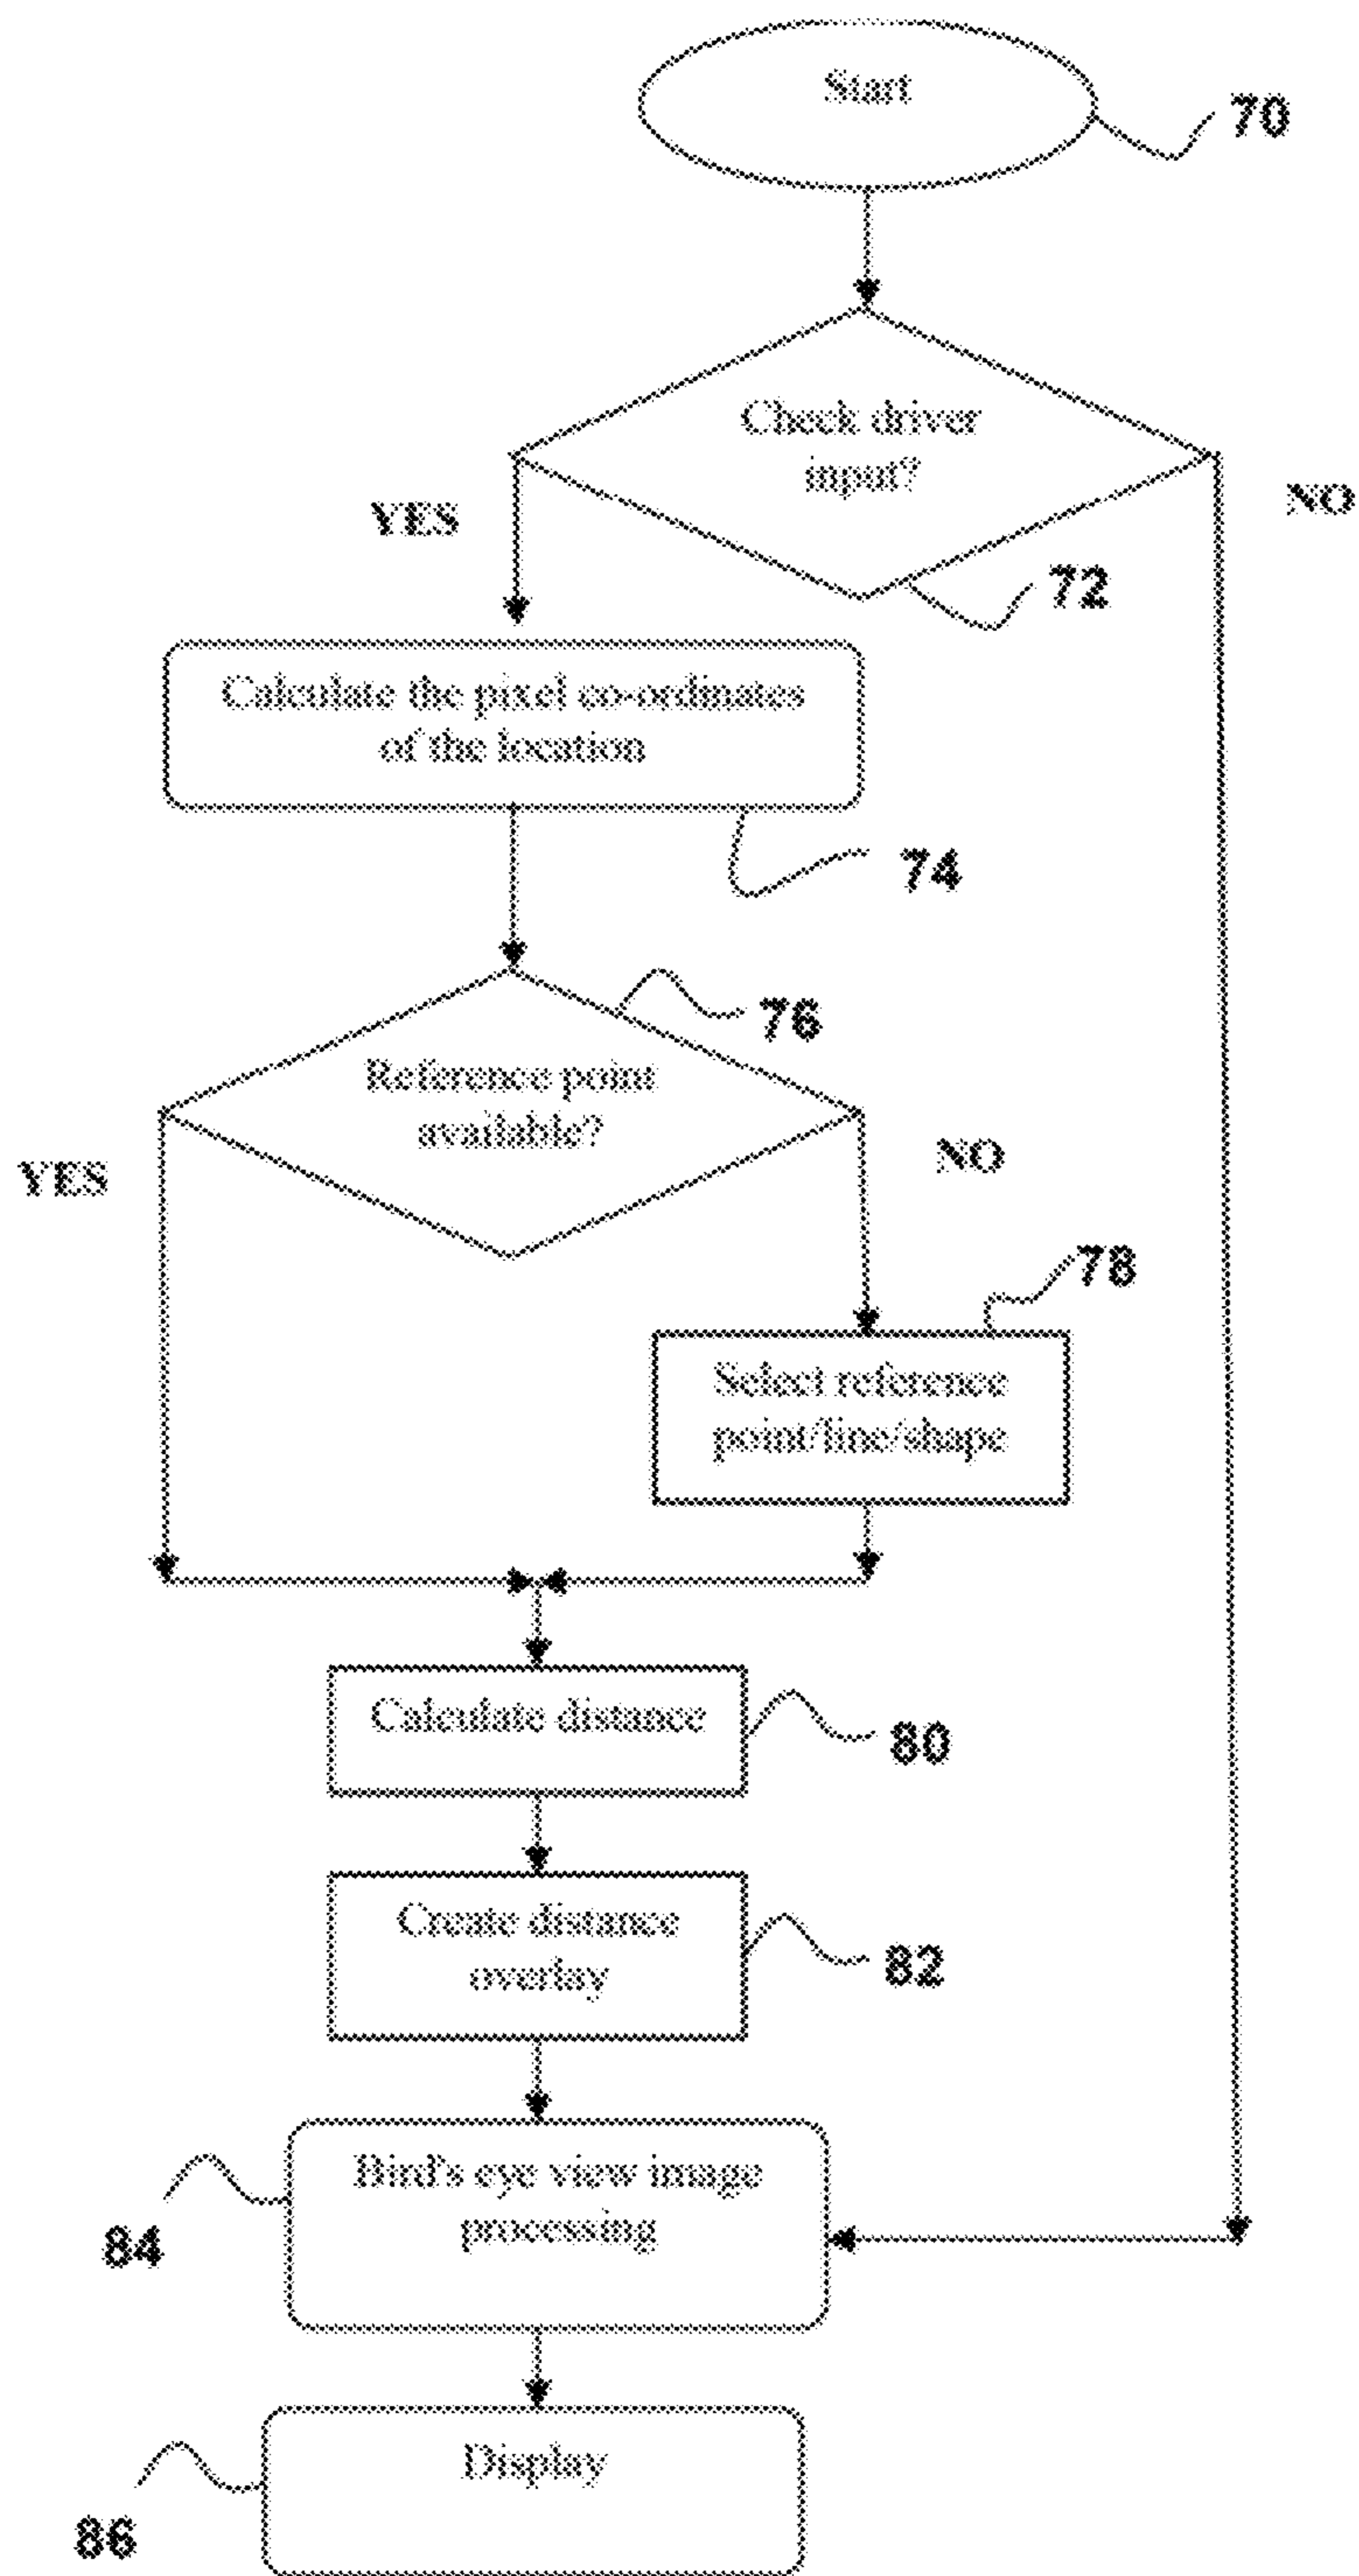 Start
70
Check driver
input?
YES
NO
72
Calculate the pixel co-ordinates
of the location
74
76
Reference point
available?
YES
NO
78
Select reference
point/line/shape
Calculate distance
80
Create distance
overlay
82
Bird's eye view image
processing
84
Display
86